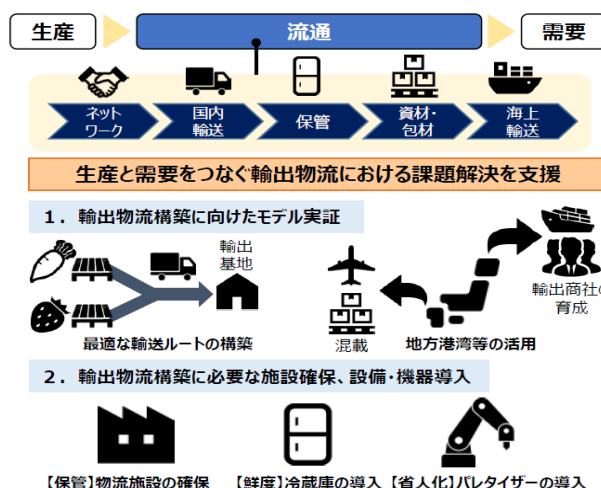 生産
流通
需要
ネット
ワーク
国内
輸送
保管
資材・
包材
海上
輸送
生産と需要をつなぐ輸出物流における課題解決を支援
1．輸出物流構築に向けたモデル実証
輸出
基地
最適な輸送ルートの構築
混載
地方港湾等の活用
輸出商社の
育成
2．輸出物流構築に必要な施設確保、設備・機器導入
【保管】物流施設の確保
【鮮度】冷蔵庫の導入
【省人化】パレタイザーの導入